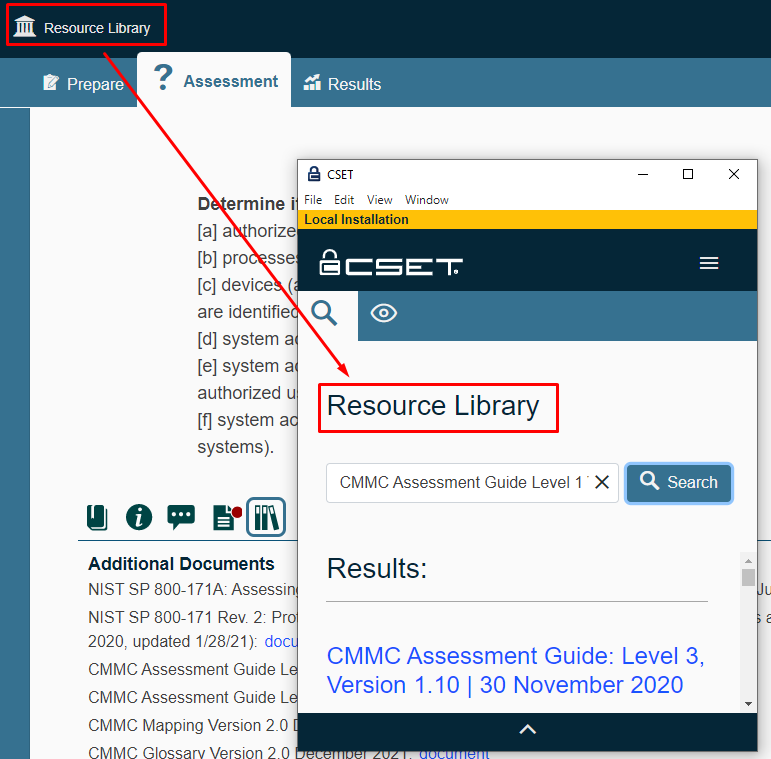 Resource Library
Prepare
? Assessment
Results
Determine i
[a] authorize
[b] processes
[c] devices (a
are identified
[d] system ac
[e] system ac
authorized u
[f] system ac
systems).
Additional Documents
NIST SP 800-171A: Assessing
NIST SP 800-171 Rev. 2: Pro
2020, updated 1/28/21): docu
CMMC Assessment Guide Le
CMMC Assessment Guide Le
CMMC Mapping Version 2.0 D
CMMC Glossary Version 2.0 December 2021: document
CSET
File Edit View Window
Local Installation
CSET
Resource Library
CMMC Assessment Guide Level 1
Search
Results:
CMMC Assessment Guide: Level 3,
Version 1.10 | 30 November 2020